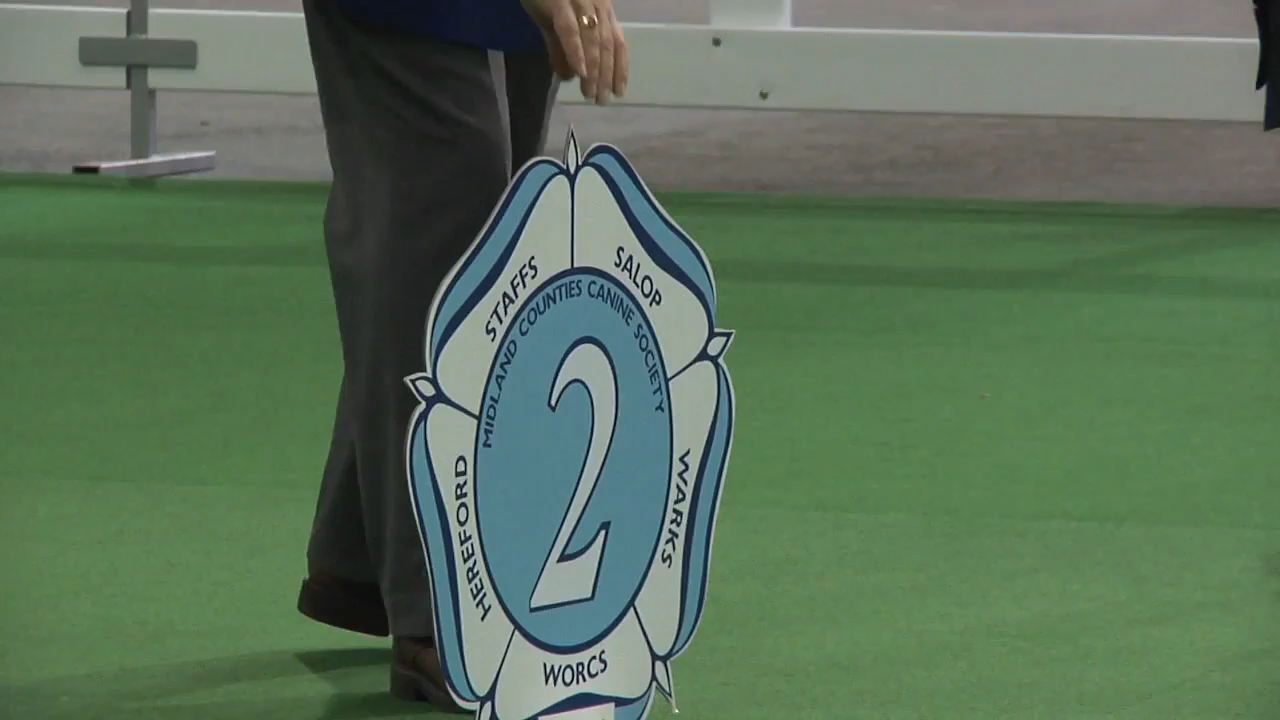 STAFFS
SALOP
MIDLAND COUNTIES CANINE SOCIETY
2
HEREFORD
WARKS
WORCS